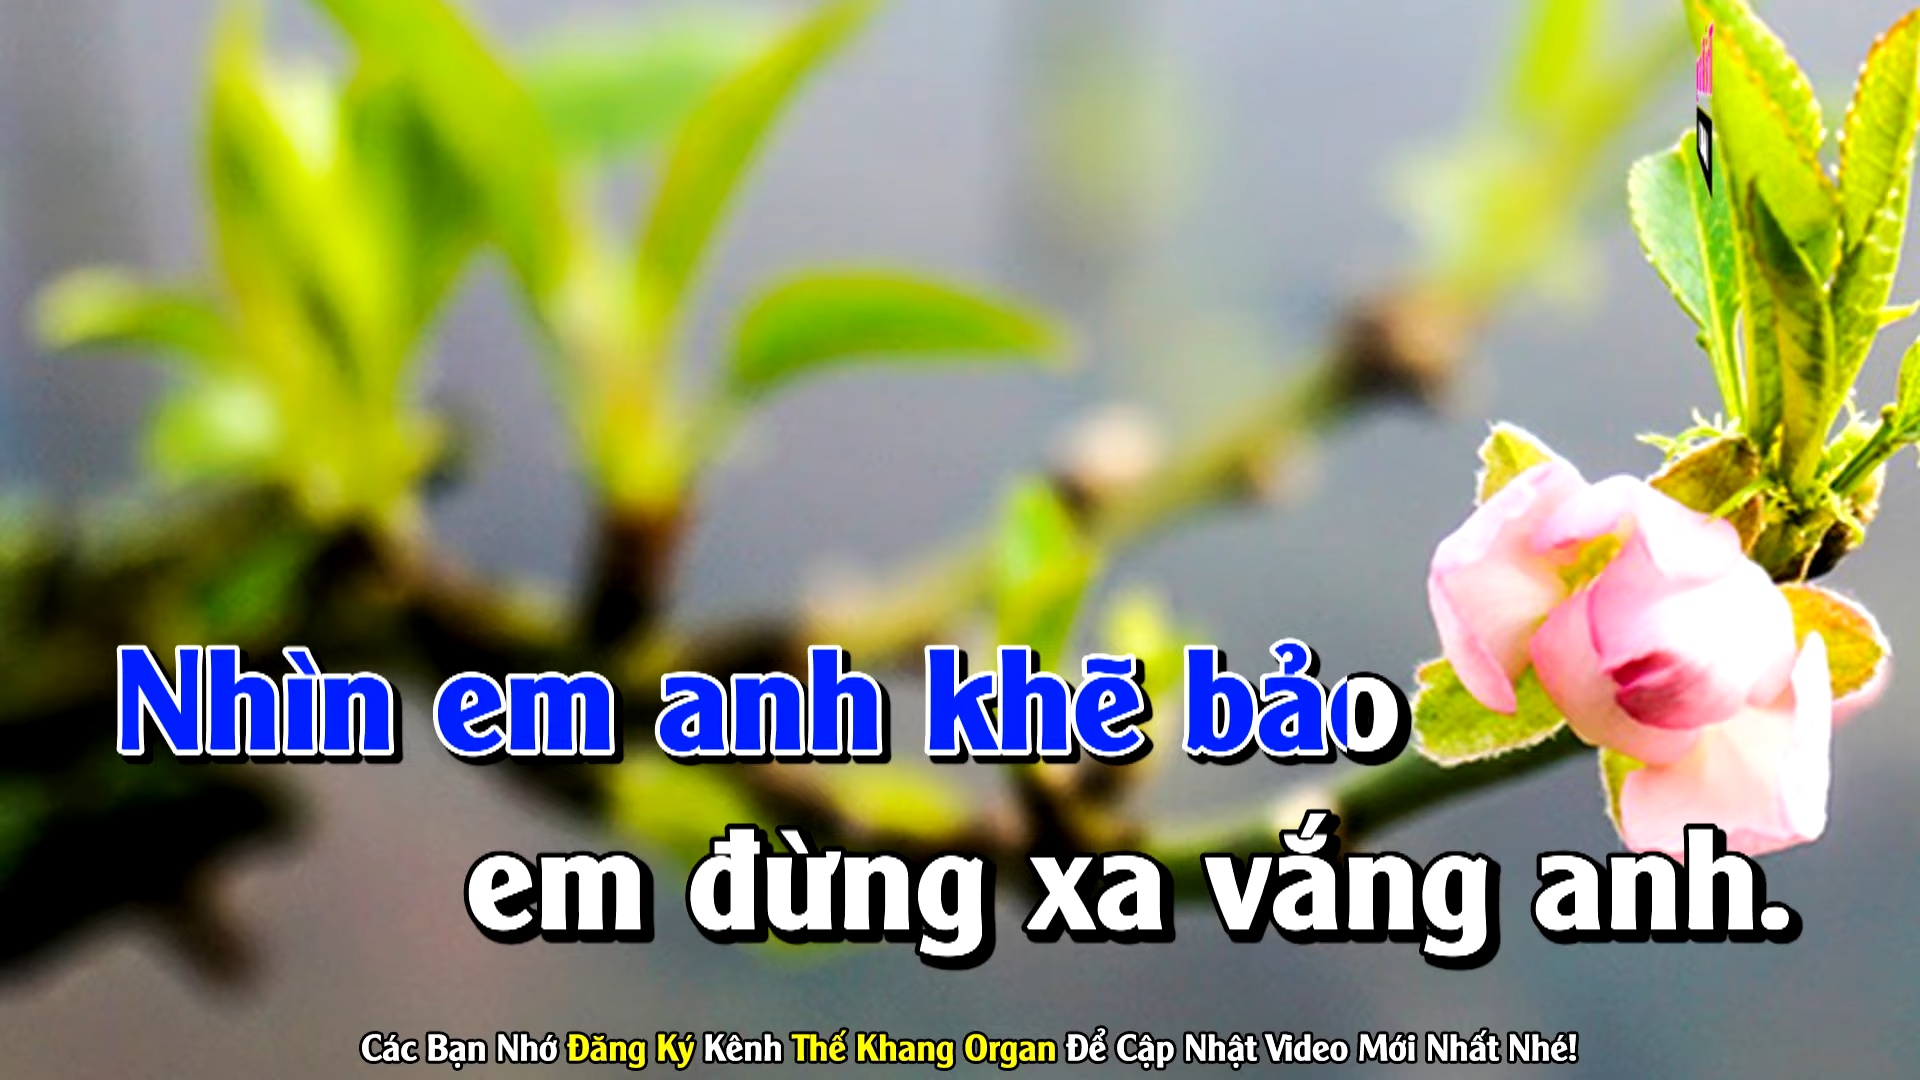 Nhìn em anh khẽ bảo
em đừng xa vắng anh.
Các Bạn Nhớ Đăng Ký Kênh Thế Khang Organ Để Cập Nhật Video Mới Nhất Nhé!